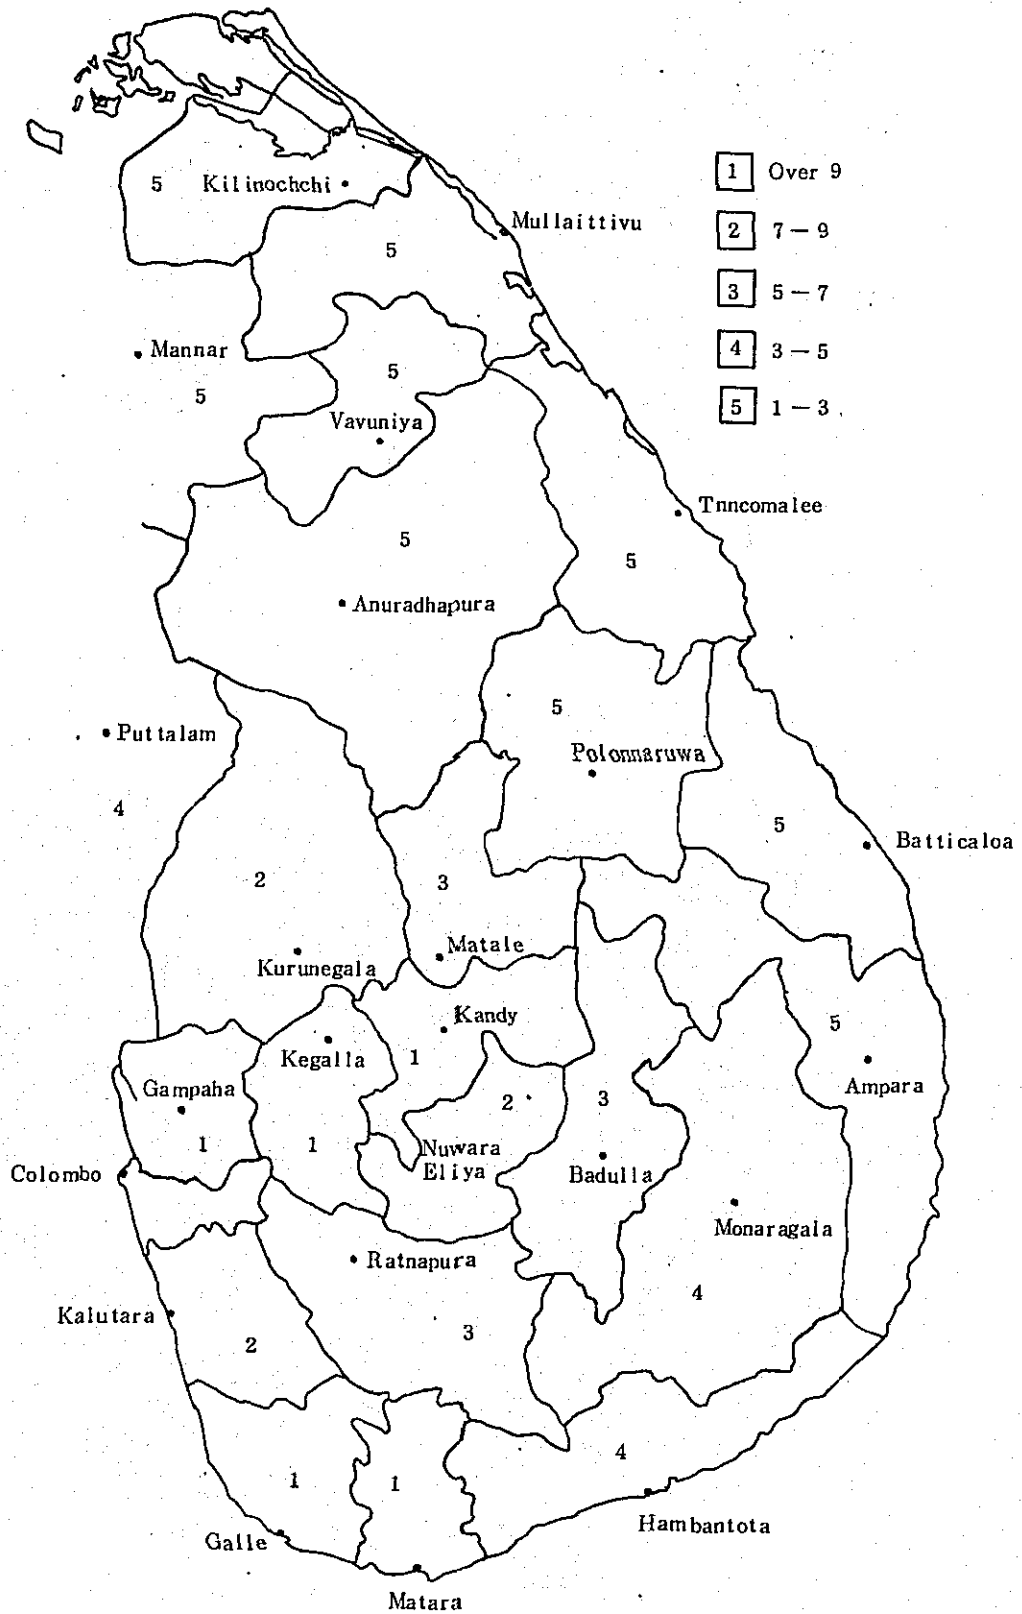 1 Over 9
5 Kilinochchi
Mullaittivu
2 7 – 9
5
3 5 – 7
Mannar
4 3 – 5
5
5
5 1 – 3
Vavuniya
Tnncomalee
5
5
Anuradhapura
5
Puttalam
Polonnaruwa
4
5
Batticaloa
2
3
Matale
Kurunegala
Kandy
5
Kegalla
1
Ampara
Gampaha
2
3
1
1
Nuwara
Eliya
Colombo
Badulla
Monaragala
Ratnapura
4
Kalutara
3
2
4
1
1
Hambantota
Galle
Matara